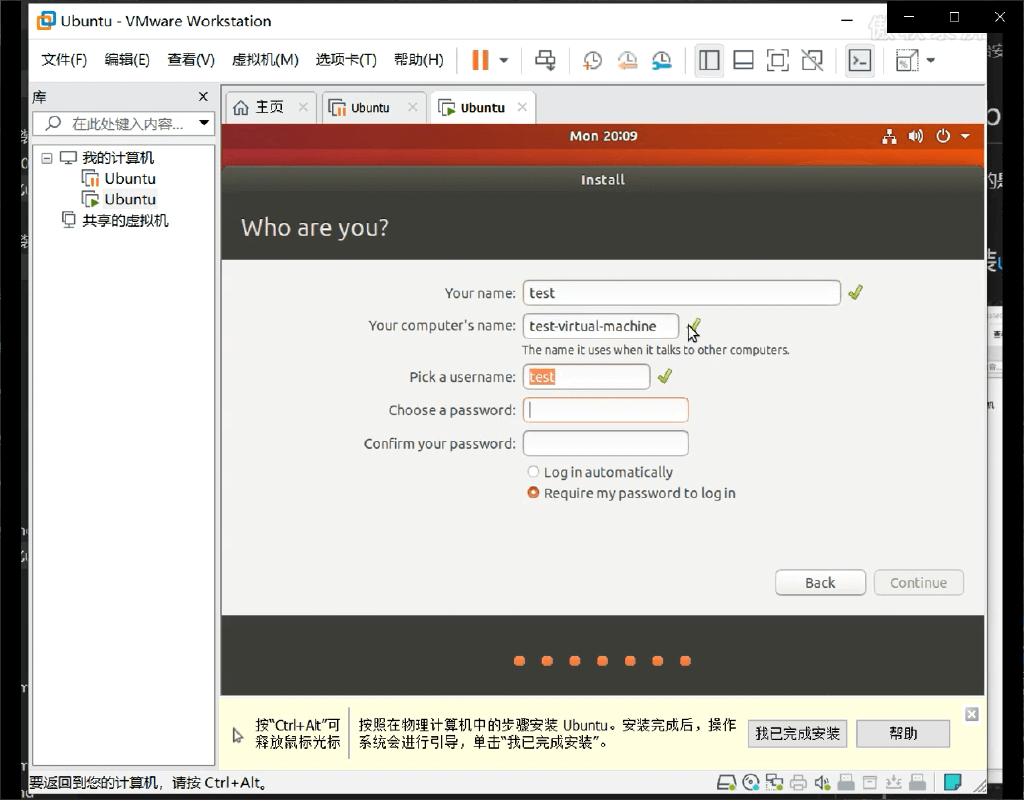 Ubuntu - VMware Workstation
文件(F) 编辑(E) 查看(V) 虚拟机(M) 选项卡(T) 帮助(H)
库
在此处键入内容...
主页
Ubuntu
Ubuntu
我的计算机
Ubuntu
Ubuntu
共享的虚拟机
Mon 20:09
Install
Who are you?
Your name: test
Your computer's name: test-virtual-machine
The name it uses when it talks to other computers.
Pick a username: test
Choose a password:
Confirm your password:
Log in automatically
Require my password to log in
Back Continue
按“Ctrl+Alt”可
释放鼠标光标
按照在物理计算机中的步骤安装 Ubuntu。安装完成后，操作
系统会进行引导，单击“我已完成安装”。
我已完成安装
帮助
要返回到您的计算机，请按 Ctrl+Alt。